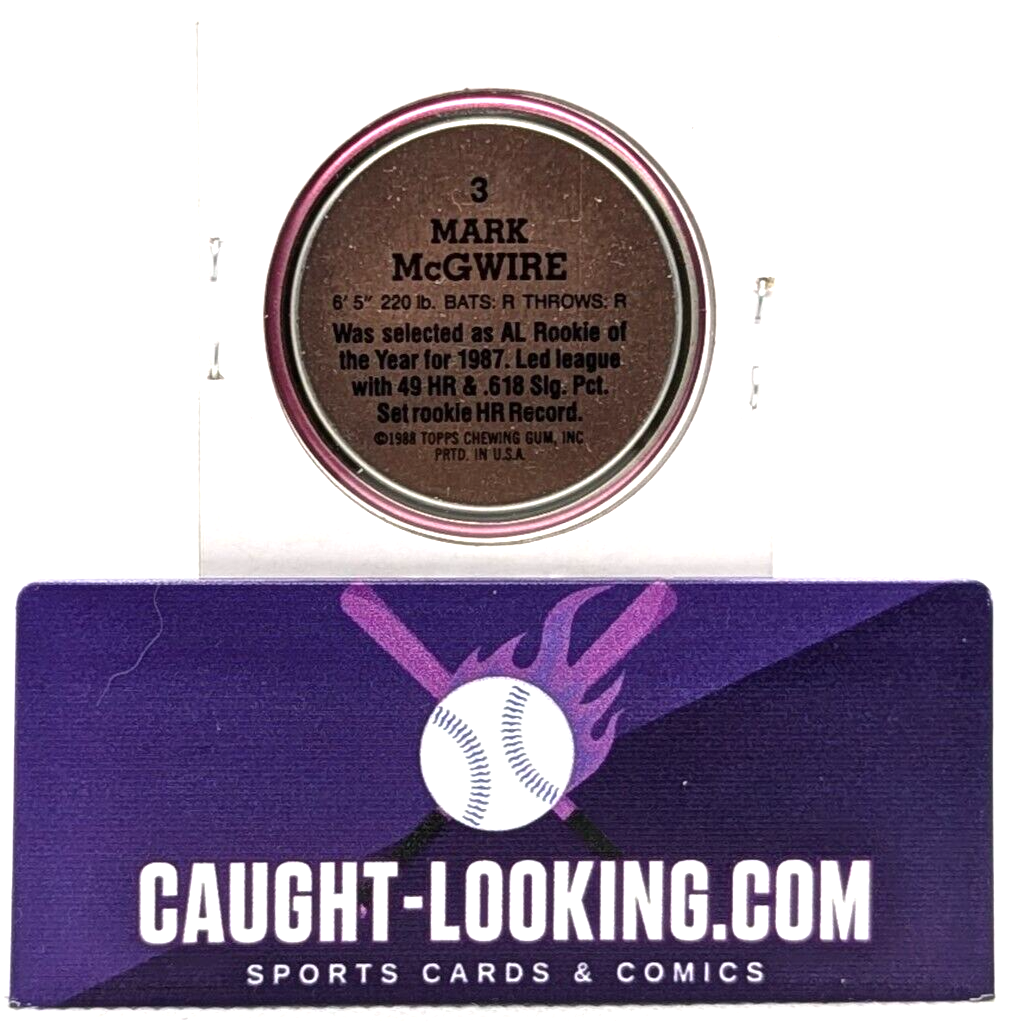 3
MARK
McGWIRE
6' 5" 220 lb. BATS: R THROWS: R
Was selected as AL Rookie of
the Year for 1987. Led league
with 49 HR & .618 Slg. Pct.
Set rookie HR Record.
©1988 TOPPS CHEWING GUM, INC
PRTD. IN U.S.A.
CAUGHT-LOOKING.COM
SPORTS CARDS & COMICS